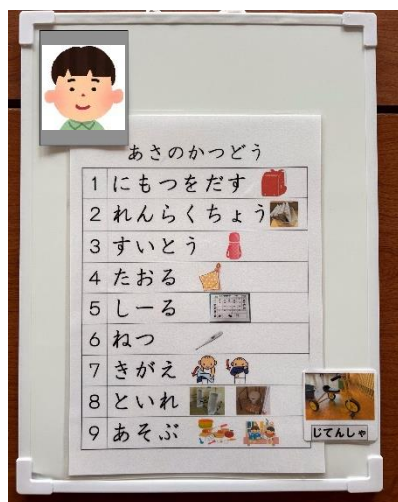 あさのかつどう
1 にもつをだす
2 れんらくちょう
3 すいとう
4 たおる
5 しーる
6 ねつ
7 きがえ
8 といれ
9 あそぶ
じてんしゃ